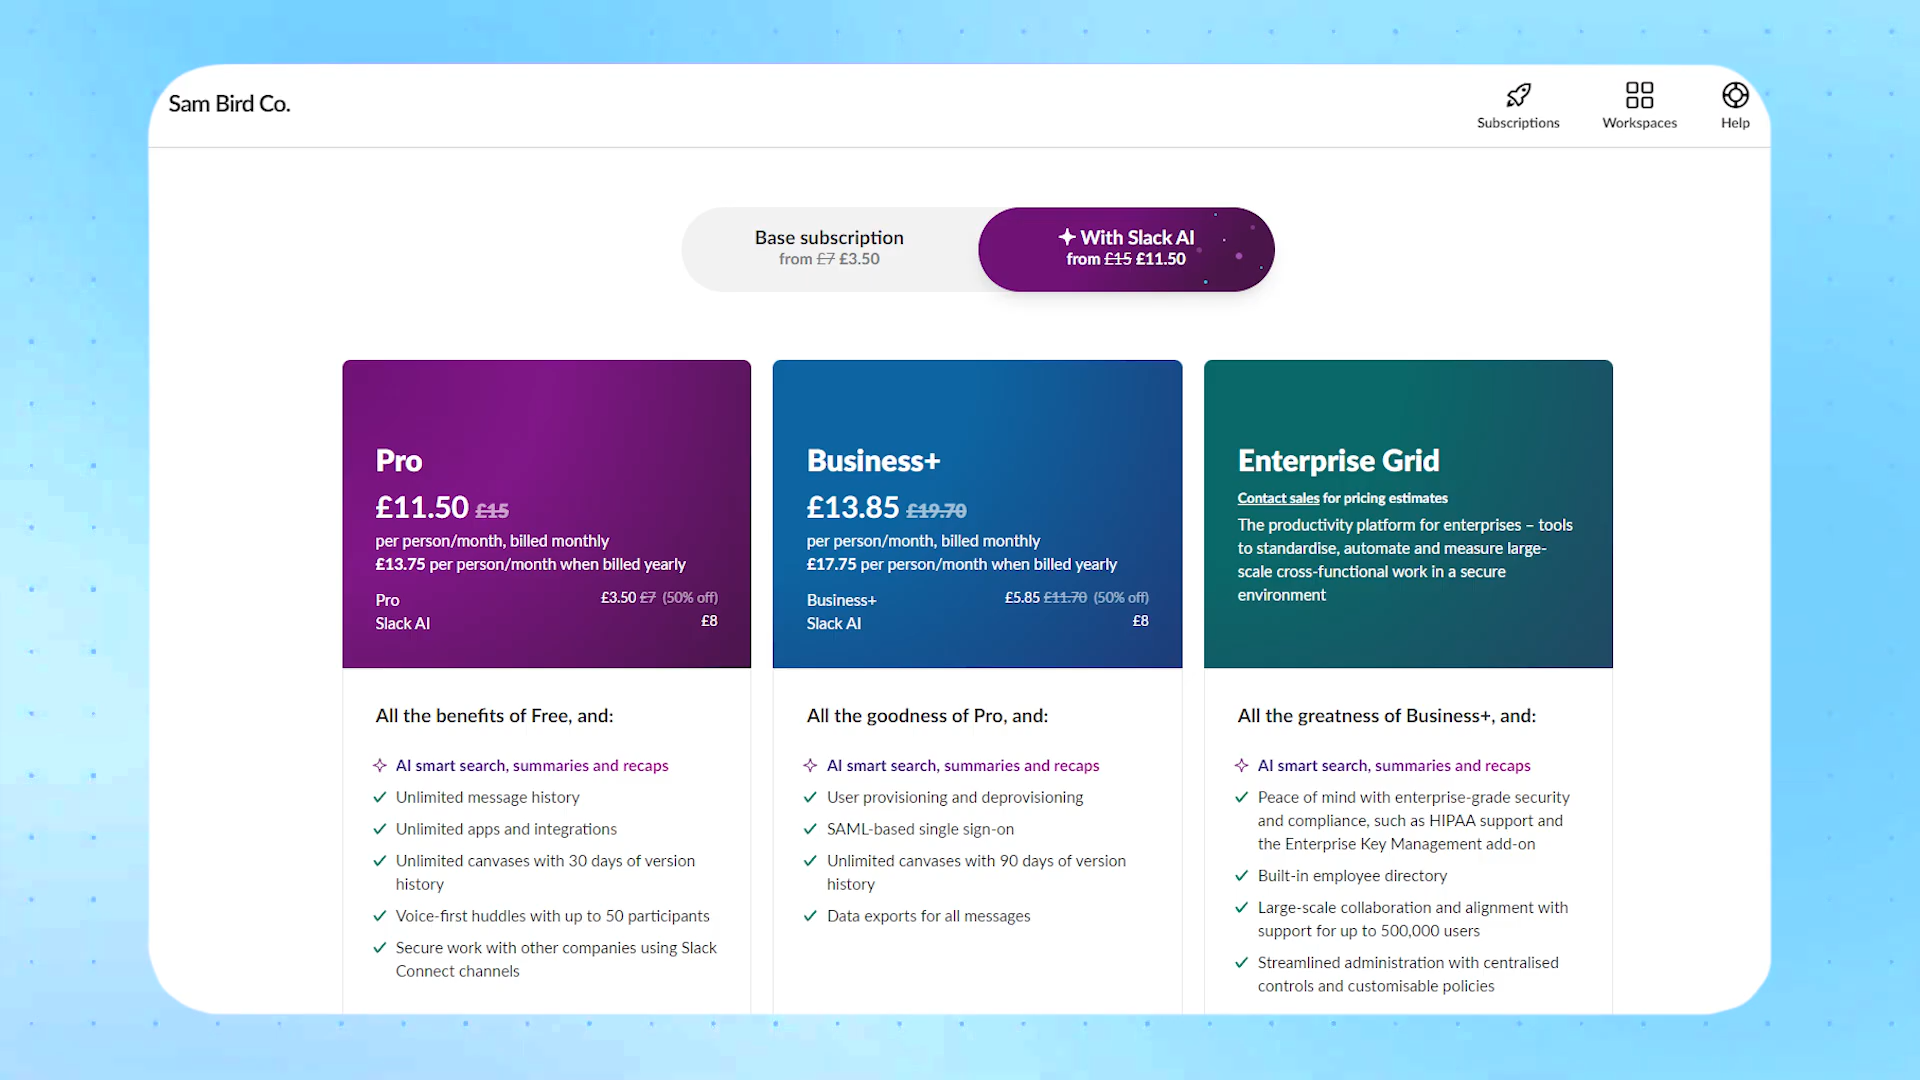 Sam Bird Co.
Subscriptions
Workspaces
Help
Base subscription
from £7 £3.50
With Slack AI
from £15 £11.50
Pro
£11.50 £15
per person/month, billed monthly
£13.75 per person/month when billed yearly
Pro £3.50 £7 (50% off)
Slack AI £8
All the benefits of Free, and:
AI smart search, summaries and recaps
Unlimited message history
Unlimited apps and integrations
Unlimited canvases with 30 days of version
history
Voice-first huddles with up to 50 participants
Secure work with other companies using Slack
Connect channels
Business+
£13.85 £19.70
per person/month, billed monthly
£17.75 per person/month when billed yearly
Business+ £5.85 £11.70 (50% off)
Slack AI £8
All the goodness of Pro, and:
AI smart search, summaries and recaps
User provisioning and deprovisioning
SAML-based single sign-on
Unlimited canvases with 90 days of version
history
Data exports for all messages
Enterprise Grid
Contact sales for pricing estimates
The productivity platform for enterprises – tools
to standardise, automate and measure large-
scale cross-functional work in a secure
environment
All the greatness of Business+, and:
AI smart search, summaries and recaps
Peace of mind with enterprise-grade security
and compliance, such as HIPAA support and
the Enterprise Key Management add-on
Built-in employee directory
Large-scale collaboration and alignment with
support for up to 500,000 users
Streamlined administration with centralised
controls and customisable policies